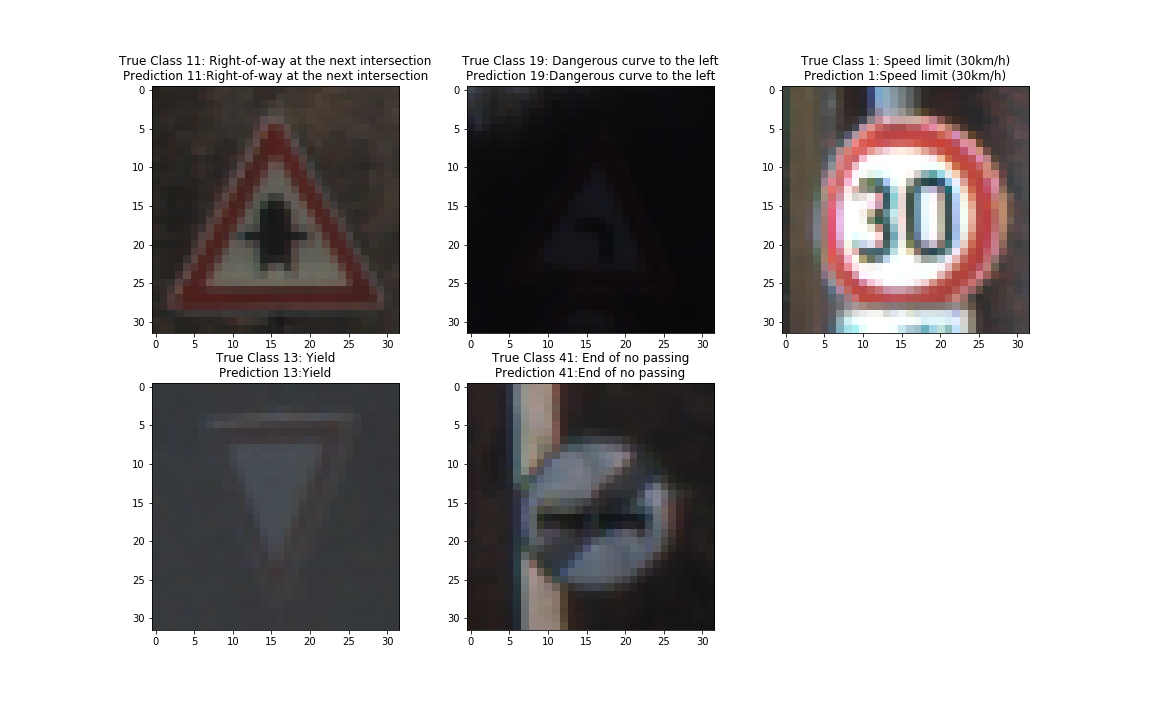 True Class 11: Right-of-way at the next intersection
Prediction 11:Right-of-way at the next intersection
0
5
10
15
20
25
30
0 5 10 15 20 25 30
True Class 19: Dangerous curve to the left
Prediction 19:Dangerous curve to the left
0
5
10
15
20
25
30
0 5 10 15 20 25 30
True Class 1: Speed limit (30km/h)
Prediction 1:Speed limit (30km/h)
0
5
10
15
20
25
30
30
0 5 10 15 20 25 30
True Class 13: Yield
Prediction 13:Yield
0
5
10
15
20
25
30
0 5 10 15 20 25 30
True Class 41: End of no passing
Prediction 41:End of no passing
0
5
10
15
20
25
30
0 5 10 15 20 25 30